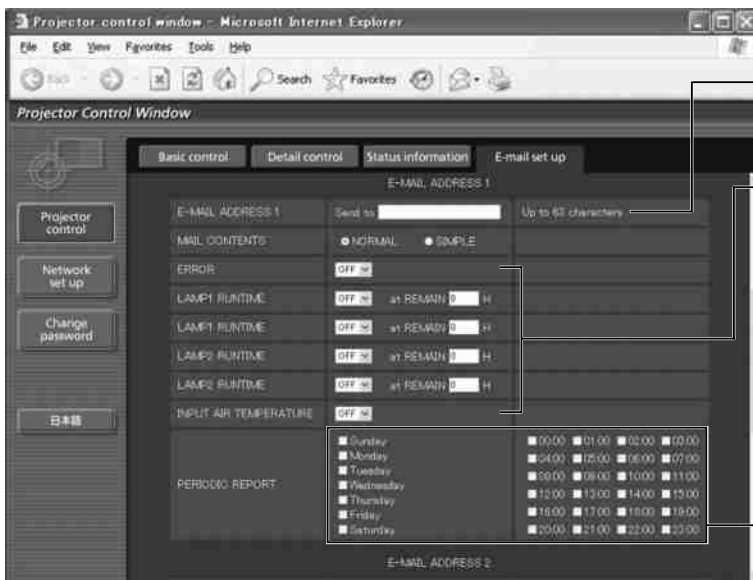 Projector control window - Microsoft Internet Explorer
File Edit View Favorites Tools Help
Back Search Favorites
Projector Control Window
Basic control Detail control Status information E-mail set up
E-MAIL ADDRESS 1
Projector control
Network set up
Change password
日本語
E-MAIL ADDRESS 1 Send to Up to 63 characters
MAIL CONTENTS NORMAL SIMPLE
ERROR OFF
LAMP1 RUNTIME OFF at REMAIN 0 H
LAMP1 RUNTIME OFF at REMAIN 0 H
LAMP2 RUNTIME OFF at REMAIN 0 H
LAMP2 RUNTIME OFF at REMAIN 0 H
INPUT AIR TEMPERATURE OFF
PERIODIC REPORT
Sunday
Monday
Tuesday
Wednesday
Thursday
Friday
Saturday
00:00 01:00 02:00 03:00
04:00 05:00 06:00 07:00
08:00 09:00 10:00 11:00
12:00 13:00 14:00 15:00
16:00 17:00 18:00 19:00
20:00 21:00 22:00 23:00
E-MAIL ADDRESS 2